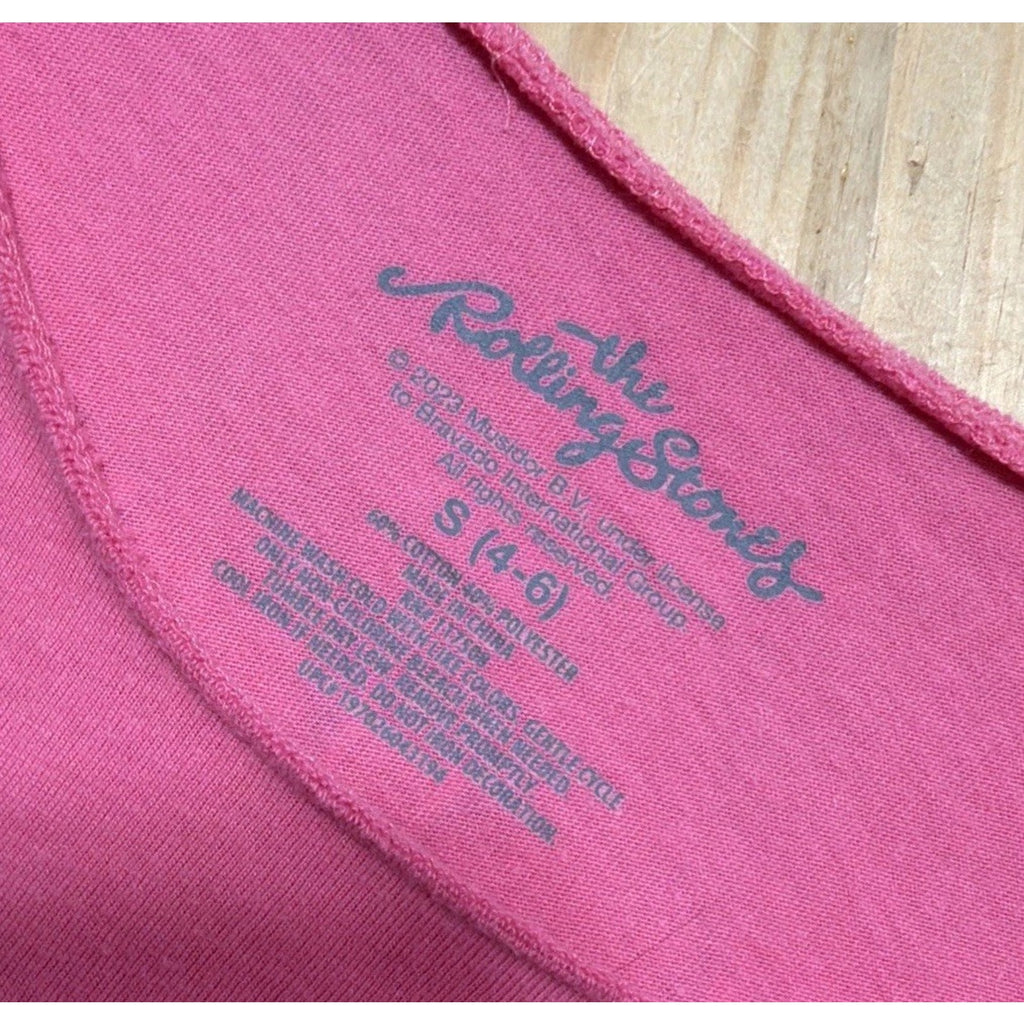 the
Rolling Stones
© 2023 Musidor B.V., under license
to Bravado International Group.
All rights reserved.
S (4-6)
60% COTTON 40% POLYESTER
MADE IN CHINA
RN# 11750R
MACHINE WASH COLD WITH LIKE COLORS, GENTLE CYCLE
ONLY NON-CHLORINE BLEACH WHEN NEEDED.
TUMBLE DRY LOW. REMOVE PROMPTLY.
COOL IRON IF NEEDED. DO NOT IRON DECORATION.